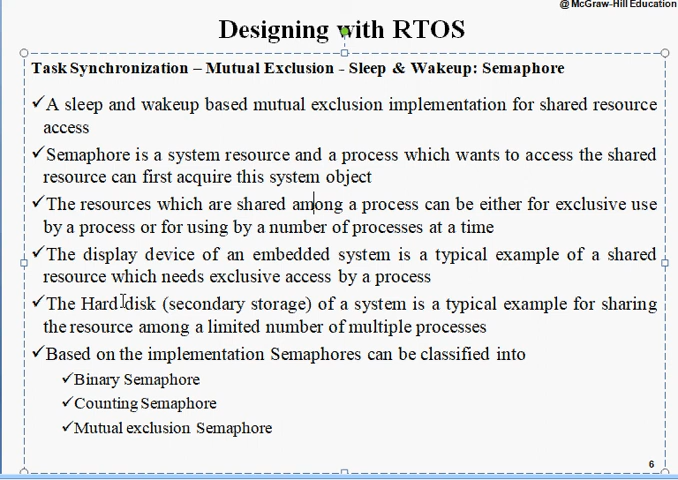 @ McGraw-Hill Education
Designing with RTOS
Task Synchronization – Mutual Exclusion - Sleep & Wakeup: Semaphore
✓A sleep and wakeup based mutual exclusion implementation for shared resource
access
✓Semaphore is a system resource and a process which wants to access the shared
resource can first acquire this system object
✓The resources which are shared among a process can be either for exclusive use
by a process or for using by a number of processes at a time
✓The display device of an embedded system is a typical example of a shared
resource which needs exclusive access by a process
✓The Hard disk (secondary storage) of a system is a typical example for sharing
the resource among a limited number of multiple processes
✓Based on the implementation Semaphores can be classified into
✓Binary Semaphore
✓Counting Semaphore
✓Mutual exclusion Semaphore
6